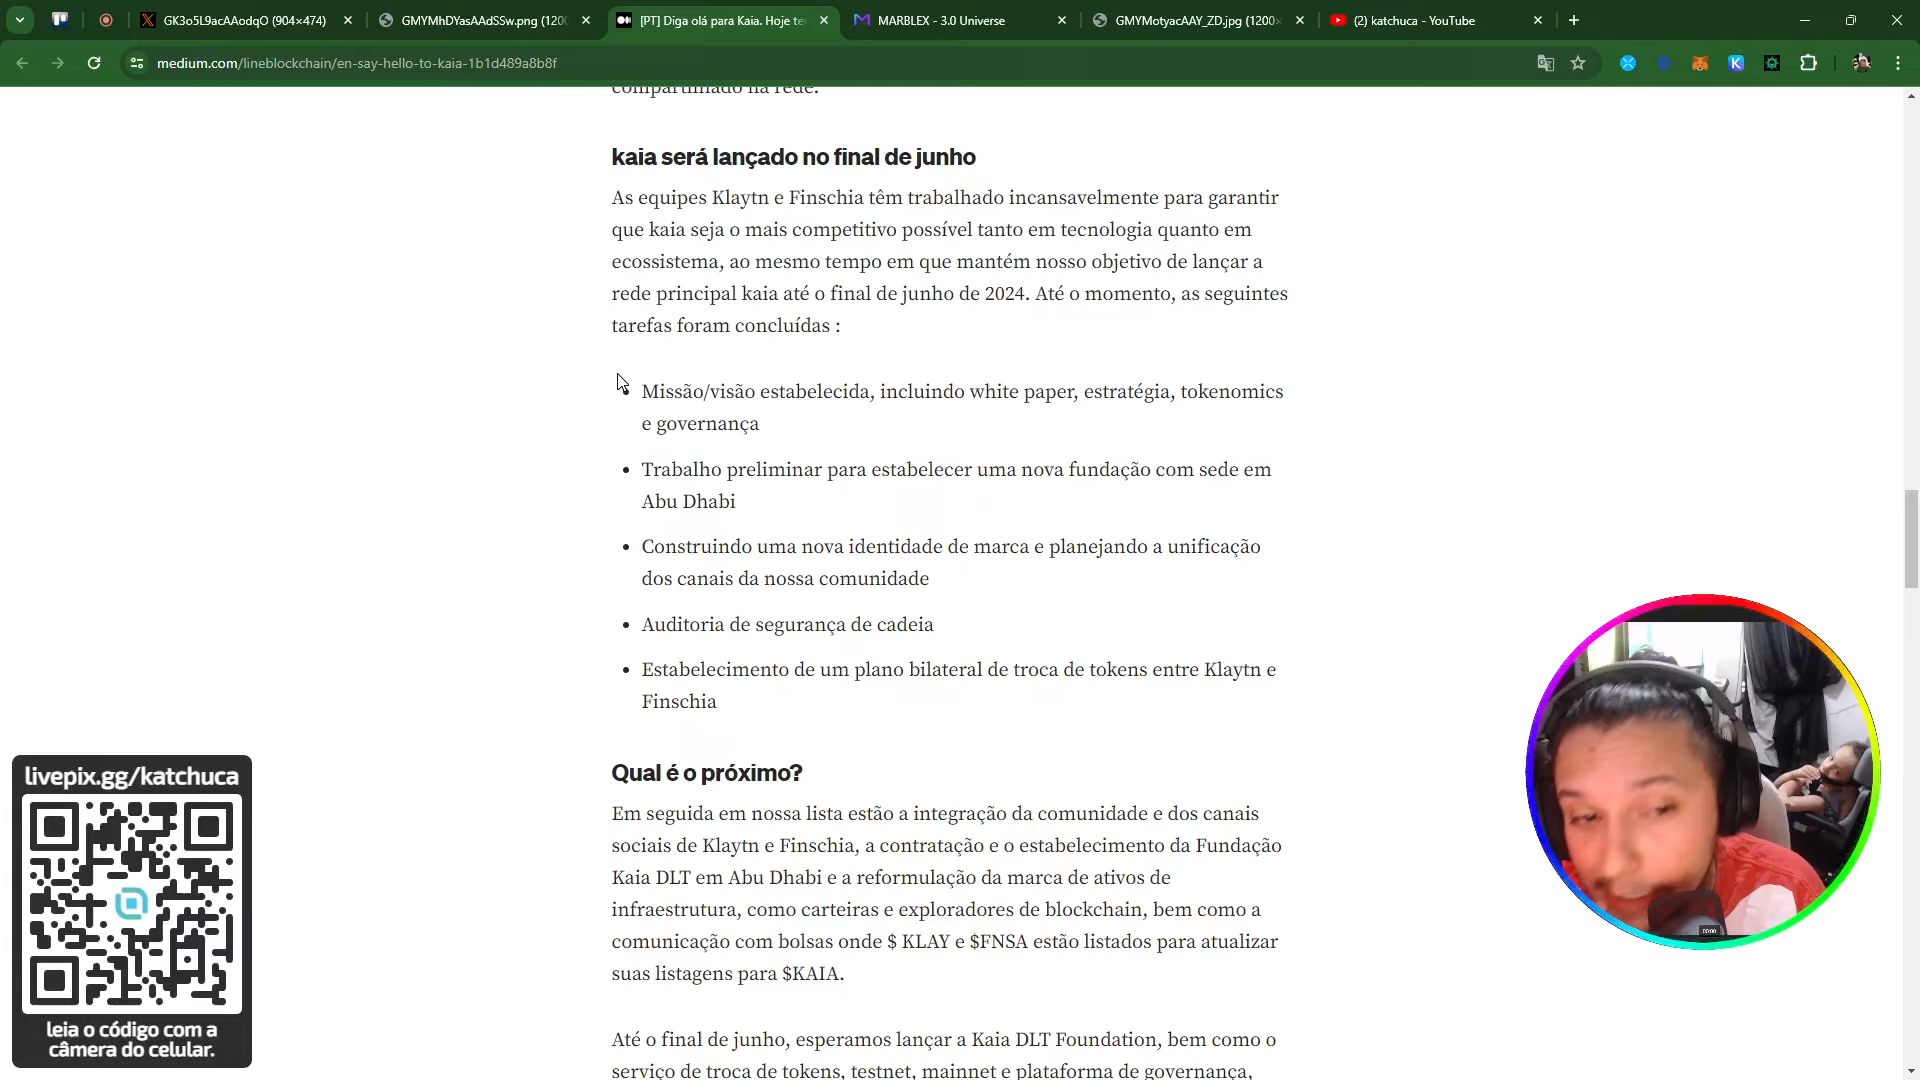 GK3o5L9acAAodqO (904×474)
GMYMhDYasAAdSSw.png (120
[PT] Diga olá para Kaia. Hoje te
MARBLEX - 3.0 Universe
GMYMotyacAAY_ZD.jpg (1200×
(2) katchuca - YouTube
medium.com/lineblockchain/en-say-hello-to-kaia-1b1d489a8b8f
compartilhado na rede.
kaia será lançado no final de junho
As equipes Klaytn e Finschia têm trabalhado incansavelmente para garantir
que kaia seja o mais competitivo possível tanto em tecnologia quanto em
ecossistema, ao mesmo tempo em que mantém nosso objetivo de lançar a
rede principal kaia até o final de junho de 2024. Até o momento, as seguintes
tarefas foram concluídas :
• Missão/visão estabelecida, incluindo white paper, estratégia, tokenomics
e governança
• Trabalho preliminar para estabelecer uma nova fundação com sede em
Abu Dhabi
• Construindo uma nova identidade de marca e planejando a unificação
dos canais da nossa comunidade
• Auditoria de segurança de cadeia
• Estabelecimento de um plano bilateral de troca de tokens entre Klaytn e
Finschia
Qual é o próximo?
Em seguida em nossa lista estão a integração da comunidade e dos canais
sociais de Klaytn e Finschia, a contratação e o estabelecimento da Fundação
Kaia DLT em Abu Dhabi e a reformulação da marca de ativos de
infraestrutura, como carteiras e exploradores de blockchain, bem como a
comunicação com bolsas onde $ KLAY e $FNSA estão listados para atualizar
suas listagens para $KAIA.
Até o final de junho, esperamos lançar a Kaia DLT Foundation, bem como o
serviço de troca de tokens, testnet, mainnet e plataforma de governança,
livepix.gg/katchuca
leia o código com a
câmera do celular.
00:00